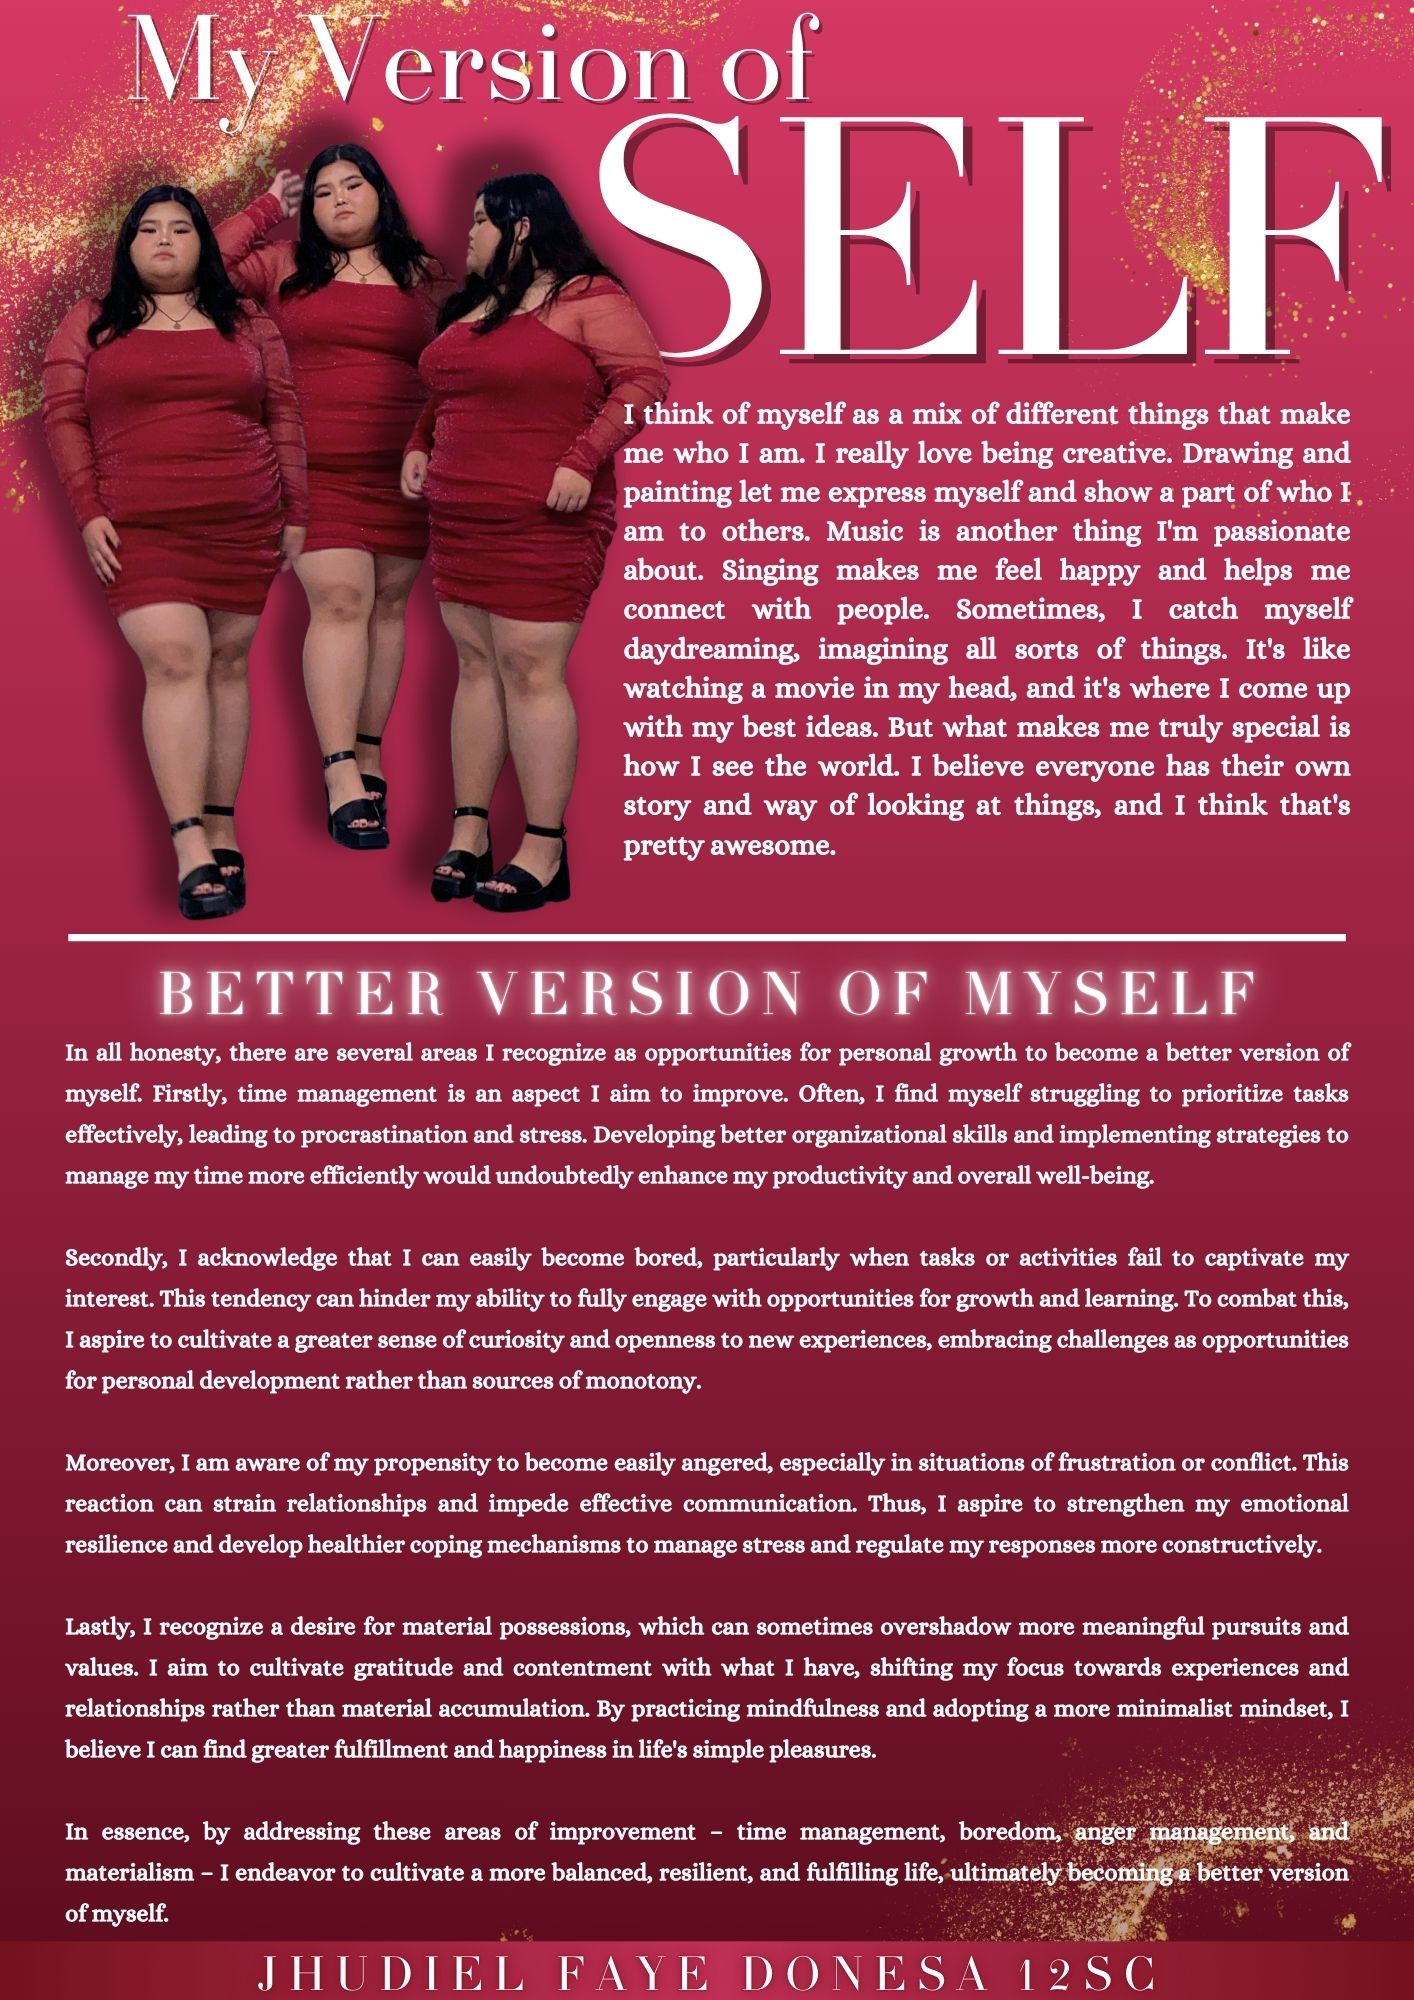 My Version of
SELF
I think of myself as a mix of different things that make
me who I am. I really love being creative. Drawing and
painting let me express myself and show a part of who I
am to others. Music is another thing I'm passionate
about. Singing makes me feel happy and helps me
connect with people. Sometimes, I catch myself
daydreaming, imagining all sorts of things. It's like
watching a movie in my head, and it's where I come up
with my best ideas. But what makes me truly special is
how I see the world. I believe everyone has their own
story and way of looking at things, and I think that's
pretty awesome.
BETTER VERSION OF MYSELF
In all honesty, there are several areas I recognize as opportunities for personal growth to become a better version of
myself. Firstly, time management is an aspect I aim to improve. Often, I find myself struggling to prioritize tasks
effectively, leading to procrastination and stress. Developing better organizational skills and implementing strategies to
manage my time more efficiently would undoubtedly enhance my productivity and overall well-being.
Secondly, I acknowledge that I can easily become bored, particularly when tasks or activities fail to captivate my
interest. This tendency can hinder my ability to fully engage with opportunities for growth and learning. To combat this,
I aspire to cultivate a greater sense of curiosity and openness to new experiences, embracing challenges as opportunities
for personal development rather than sources of monotony.
Moreover, I am aware of my propensity to become easily angered, especially in situations of frustration or conflict. This
reaction can strain relationships and impede effective communication. Thus, I aspire to strengthen my emotional
resilience and develop healthier coping mechanisms to manage stress and regulate my responses more constructively.
Lastly, I recognize a desire for material possessions, which can sometimes overshadow more meaningful pursuits and
values. I aim to cultivate gratitude and contentment with what I have, shifting my focus towards experiences and
relationships rather than material accumulation. By practicing mindfulness and adopting a more minimalist mindset, I
believe I can find greater fulfillment and happiness in life's simple pleasures.
In essence, by addressing these areas of improvement – time management, boredom, anger management, and
materialism – I endeavor to cultivate a more balanced, resilient, and fulfilling life, ultimately becoming a better version
of myself.
JHUDIEL FAYE DONESA 12SC